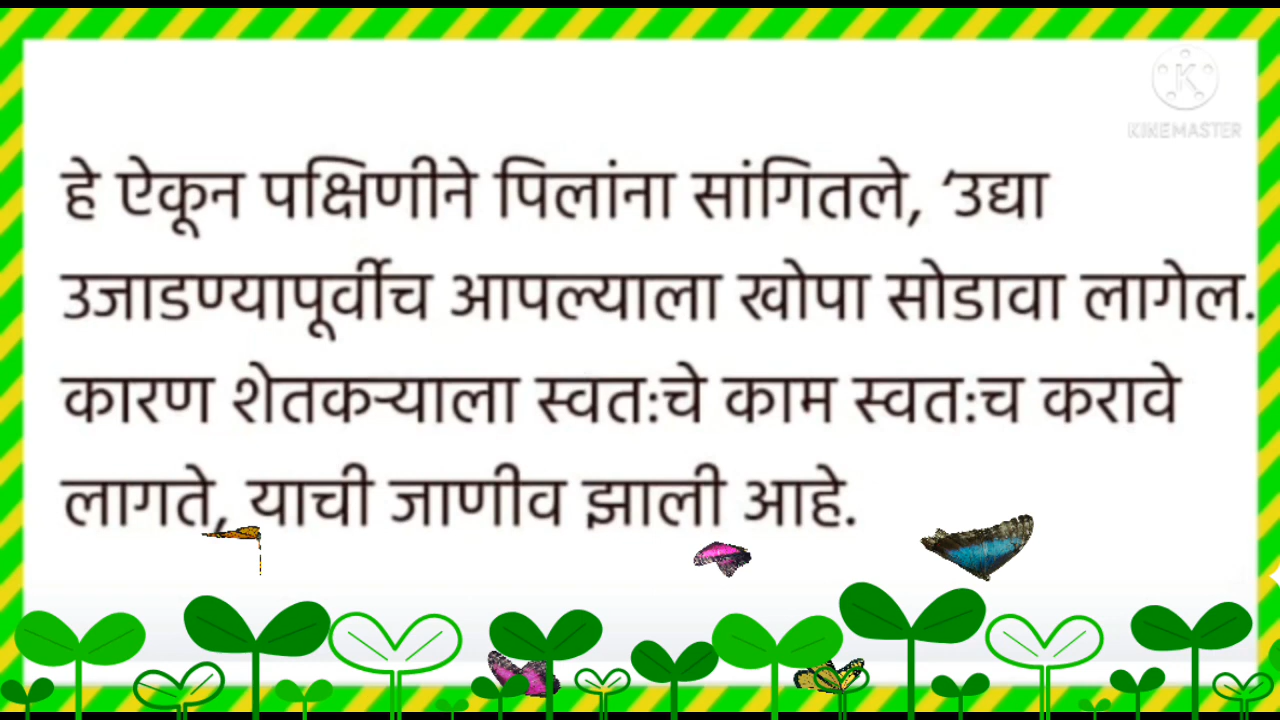 KINEMASTER
हे ऐकून पक्षिणीने पिलांना सांगितले, ‘उद्या
उजाडण्यापूर्वीच आपल्याला खोपा सोडावा लागेल.
कारण शेतकऱ्याला स्वतःचे काम स्वतःच करावे
लागते, याची जाणीव झाली आहे.